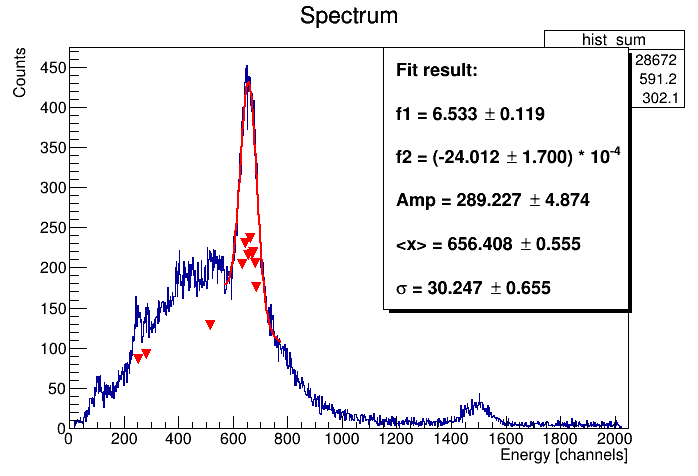 Spectrum
hist_sum
28672
591.2
302.1
Fit result:
f1 = 6.533 ± 0.119
f2 = (-24.012 ± 1.700) * 10⁻⁴
Amp = 289.227 ± 4.874
<x> = 656.408 ± 0.555
σ = 30.247 ± 0.655
Counts
450
400
350
300
250
200
150
100
50
0
0 200 400 600 800 1000 1200 1400 1600 1800 2000
Energy [channels]